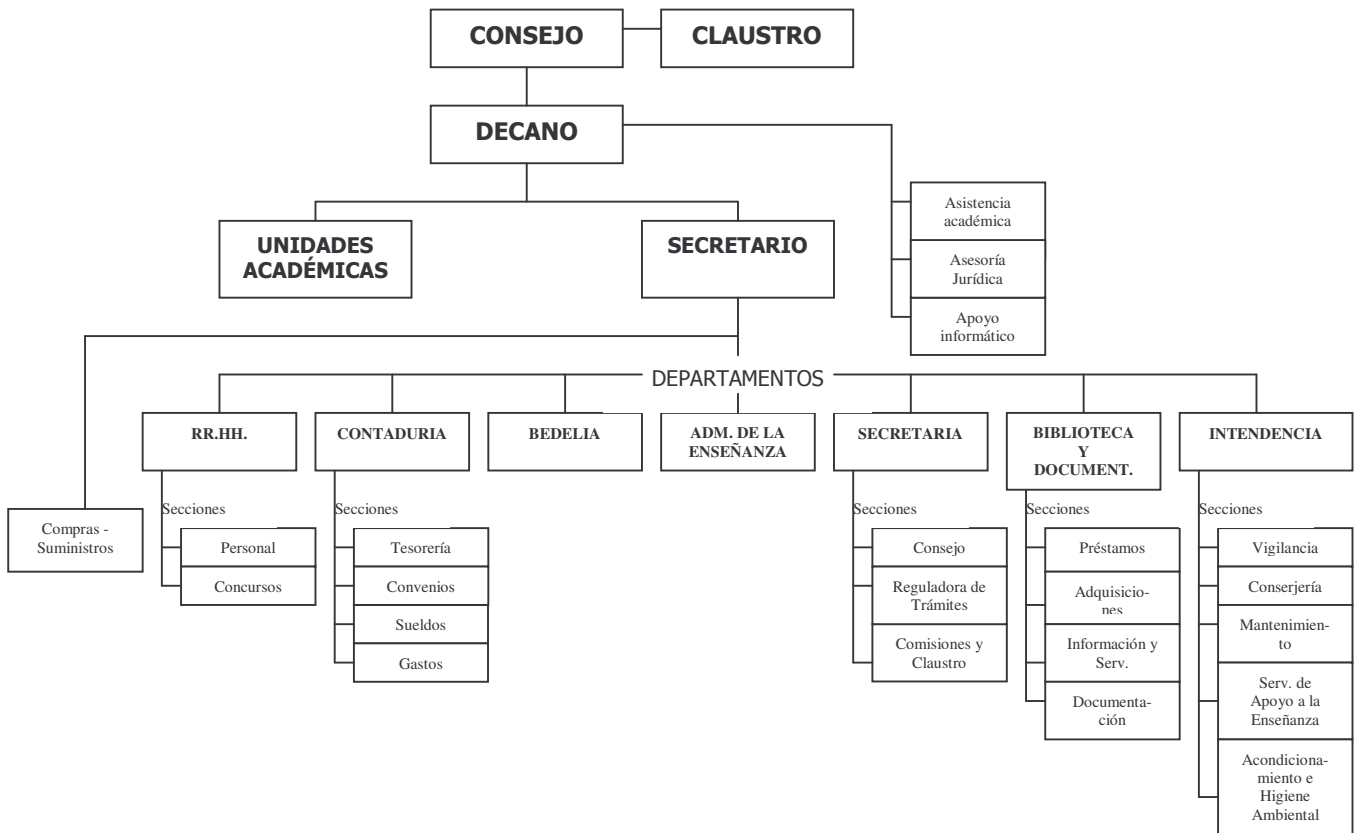 CONSEJO
CLAUSTRO
DECANO
Asistencia
académica
Asesoría
Jurídica
Apoyo
informático
UNIDADES
ACADÉMICAS
SECRETARIO
DEPARTAMENTOS
RR.HH.
CONTADURIA
BEDELIA
ADM. DE LA
ENSEÑANZA
SECRETARIA
BIBLIOTECA
Y
DOCUMENT.
INTENDENCIA
Compras -
Suministros
Secciones
Personal
Concursos
Secciones
Tesorería
Convenios
Sueldos
Gastos
Secciones
Consejo
Reguladora de
Trámites
Comisiones y
Claustro
Secciones
Préstamos
Adquisicio-
nes
Información y
Serv.
Documenta-
ción
Secciones
Vigilancia
Conserjería
Mantenimien-
to
Serv. de
Apoyo a la
Enseñanza
Acondiciona-
miento e
Higiene
Ambiental